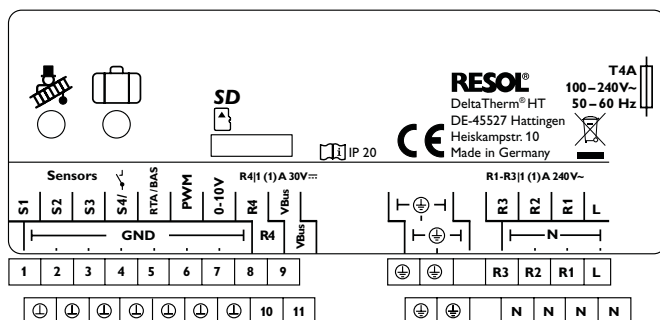 SD
IP 20
RESOL®
DeltaTherm® HT
DE-45527 Hattingen
Heiskampstr. 10
Made in Germany
T4A
100–240V~
50–60 Hz
CE
Sensors
R4|1 (1) A 30V⎓
R1-R3|1 (1) A 240V~
S1 S2 S3 S4/ RTA/BAS PWM 0-10V R4 VBus
R3 R2 R1 L
GND R4 VBus
N
1 2 3 4 5 6 7 8 9
R3 R2 R1 L
10 11
N N N N